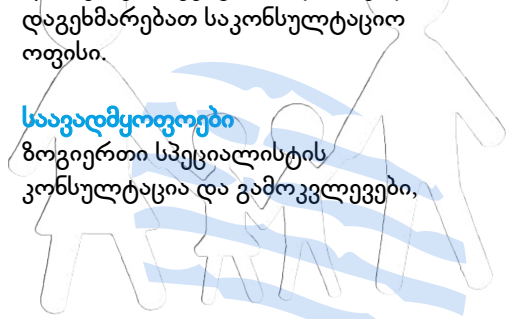 დაგეხმარებათ საკონსულტაციო
ოფისი.
საავადმყოფოები
ზოგიერთი სპეციალისტის
კონსულტაცია და გამოკვლევები,